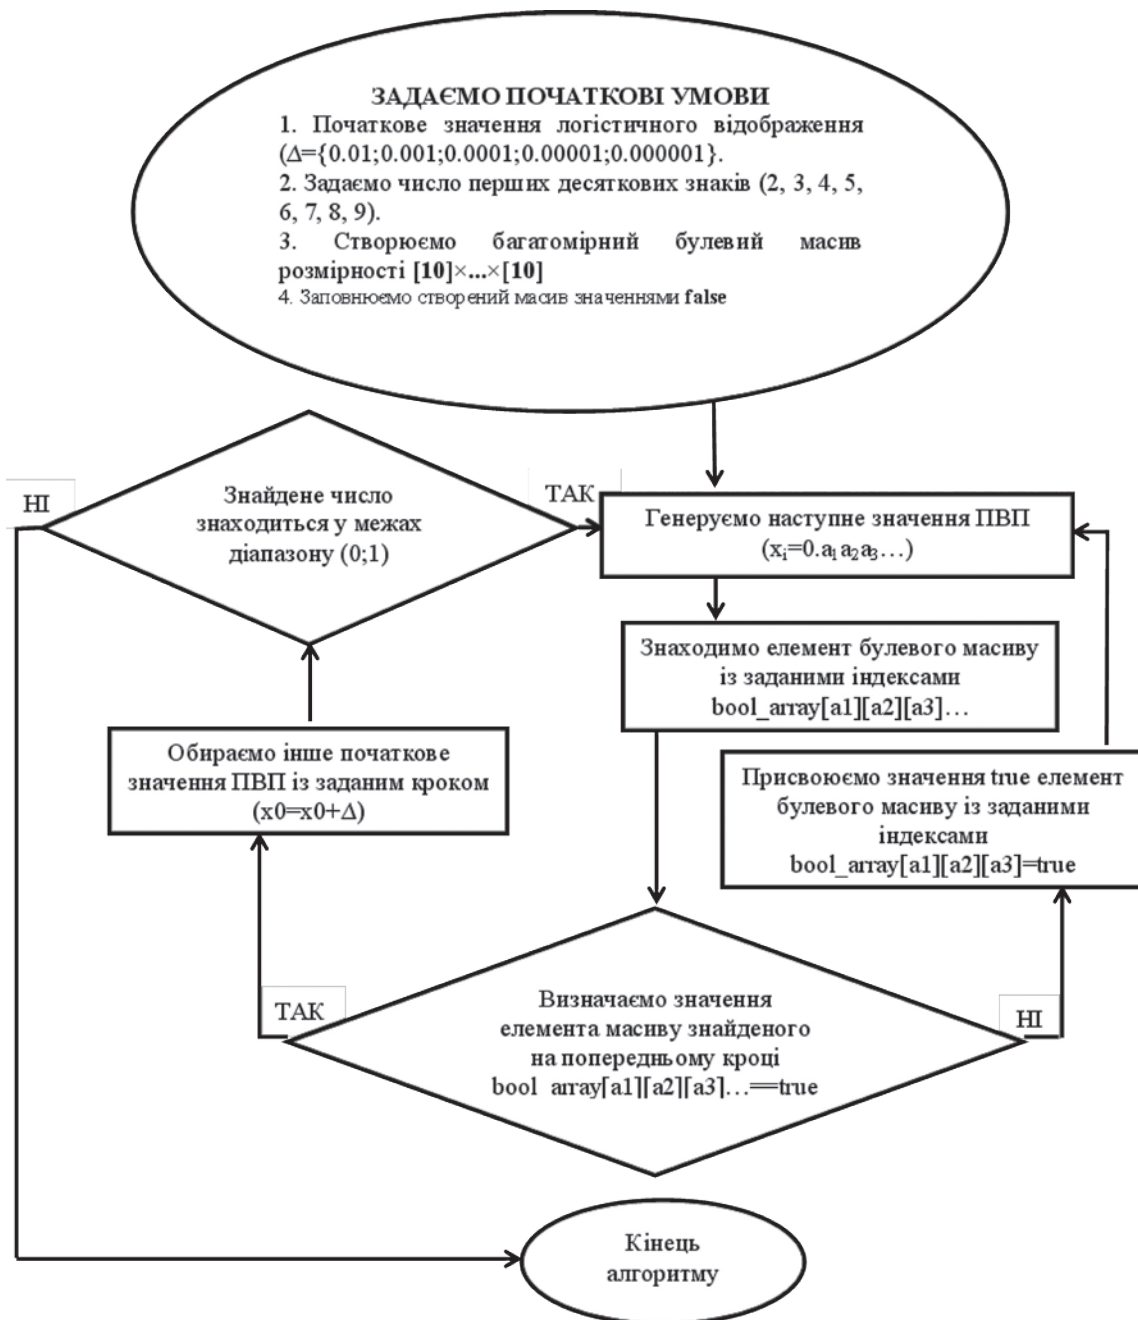 ЗАДАЄМО ПОЧАТКОВІ УМОВИ
1. Початкове значення логістичного відображення
(Δ={0.01;0.001;0.0001;0.00001;0.000001}.
2. Задаємо число перших десяткових знаків (2, 3, 4, 5,
6, 7, 8, 9).
3. Створюємо багатомірний булевий масив
розмірності [10]×...×[10]
4. Заповнюємо створений масив значеннями false
НІ
Знайдене число
знаходиться у межах
діапазону (0;1)
ТАК
Генеруємо наступне значення ПВП
(xᵢ=0.a₁a₂a₃…)
Знаходимо елемент булевого масиву
із заданими індексами
bool_array[a1][a2][a3]…
Обираємо інше початкове
значення ПВП із заданим кроком
(x0=x0+Δ)
Присвоюємо значення true елемент
булевого масиву із заданими
індексами
bool_array[a1][a2][a3]=true
ТАК
Визначаємо значення
елемента масиву знайденого
на попередньому кроці
bool_array[a1][a2][a3]…==true
НІ
Кінець
алгоритму